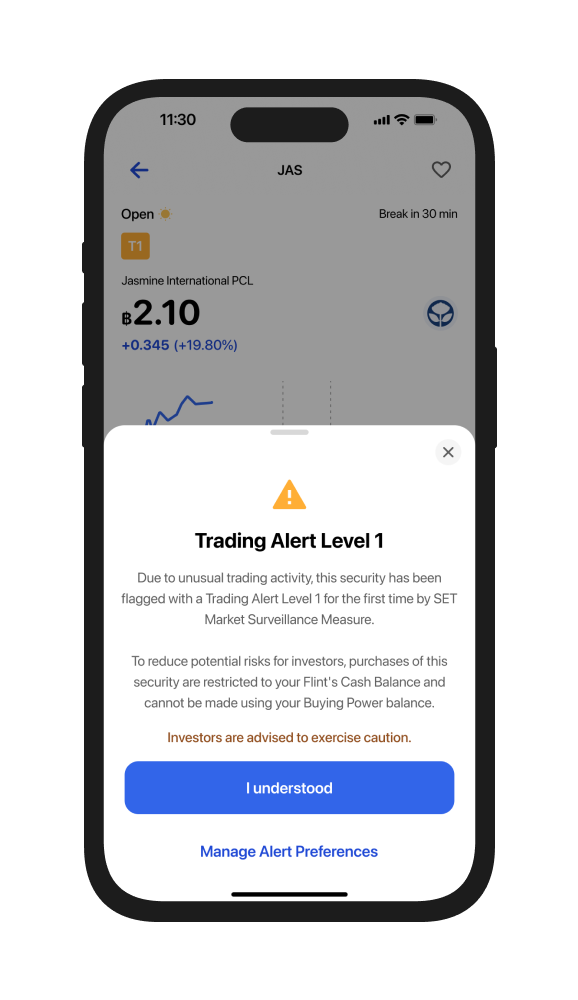 11:30
JAS
Open
Break in 30 min
T1
Jasmine International PCL
฿2.10
+0.345 (+19.80%)
Trading Alert Level 1
Due to unusual trading activity, this security has been
flagged with a Trading Alert Level 1 for the first time by SET
Market Surveillance Measure.
To reduce potential risks for investors, purchases of this
security are restricted to your Flint's Cash Balance and
cannot be made using your Buying Power balance.
Investors are advised to exercise caution.
I understood
Manage Alert Preferences